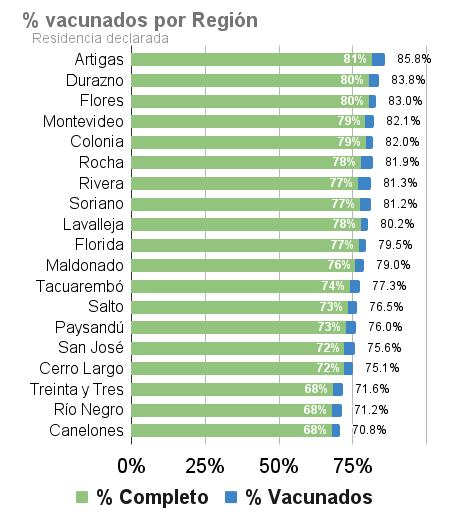 % vacunados por Región
Residencia declarada
Artigas 81% 85.8%
Durazno 80% 83.8%
Flores 80% 83.0%
Montevideo 79% 82.1%
Colonia 79% 82.0%
Rocha 78% 81.9%
Rivera 77% 81.3%
Soriano 77% 81.2%
Lavalleja 78% 80.2%
Florida 77% 79.5%
Maldonado 76% 79.0%
Tacuarembó 74% 77.3%
Salto 73% 76.5%
Paysandú 73% 76.0%
San José 72% 75.6%
Cerro Largo 72% 75.1%
Treinta y Tres 68% 71.6%
Río Negro 68% 71.2%
Canelones 68% 70.8%
0% 25% 50% 75%
% Completo % Vacunados